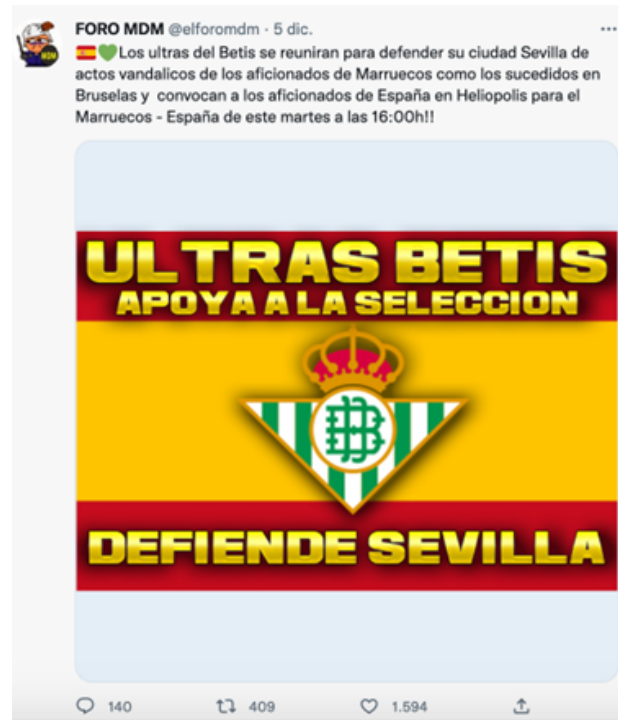 FORO MDM @elforomdm · 5 dic.
🇪🇸💚Los ultras del Betis se reuniran para defender su ciudad Sevilla de
actos vandalicos de los aficionados de Marruecos como los sucedidos en
Bruselas y convocan a los aficionados de España en Heliopolis para el
Marruecos - España de este martes a las 16:00h!!
ULTRAS BETIS
APOYA A LA SELECCION
DEFIENDE SEVILLA
140 409 1.594